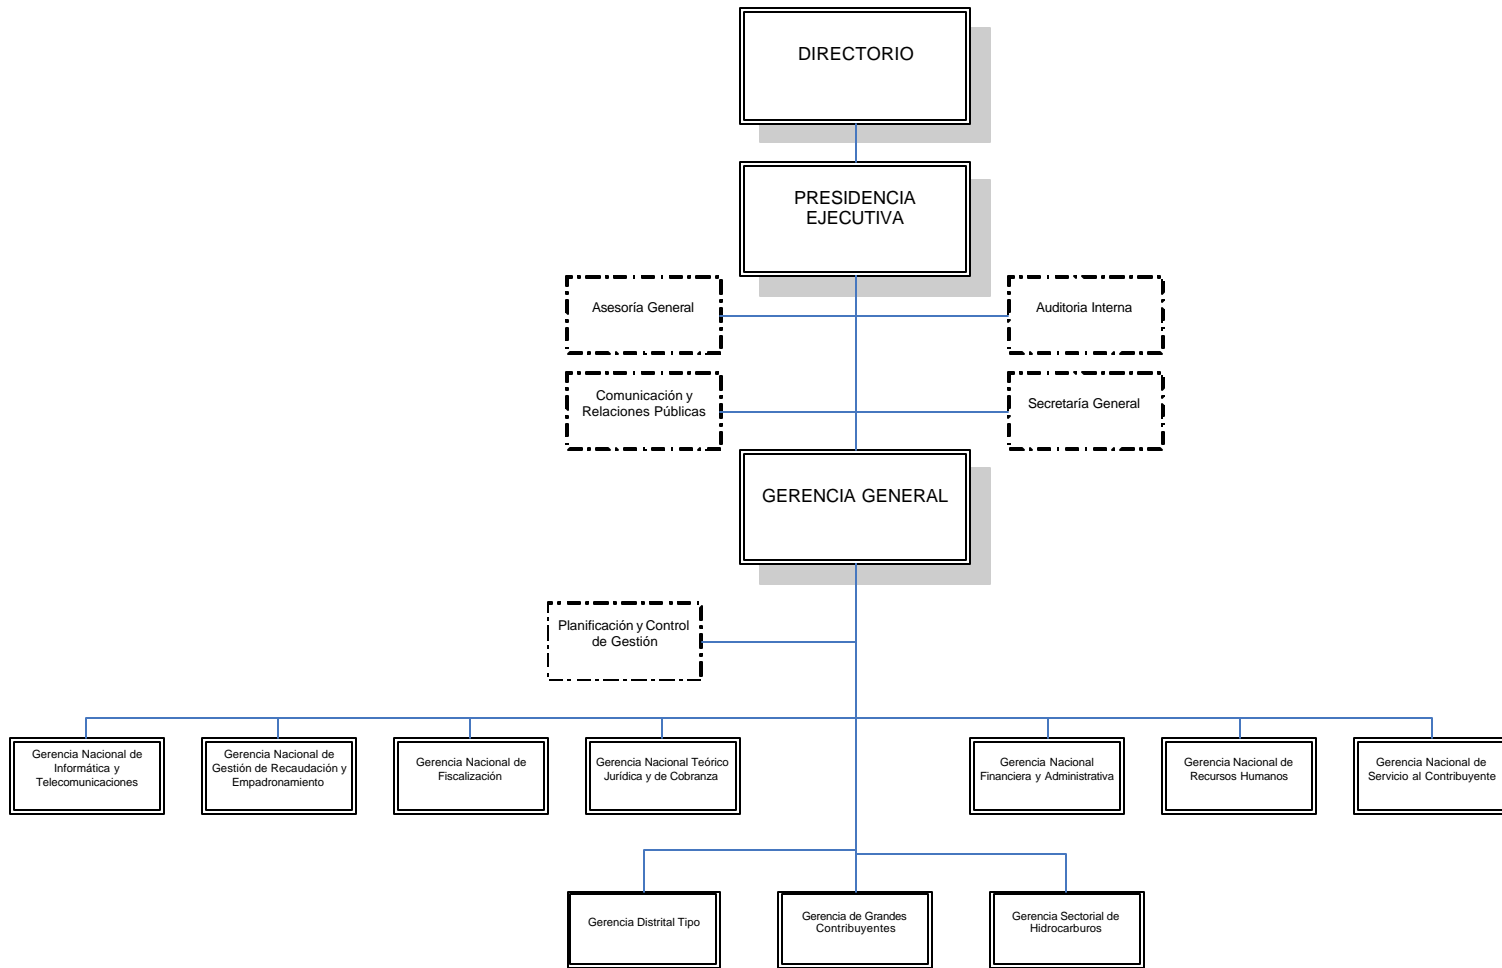 DIRECTORIO
PRESIDENCIA
EJECUTIVA
Asesoría General
Auditoria Interna
Comunicación y
Relaciones Públicas
Secretaría General
GERENCIA GENERAL
Planificación y Control
de Gestión
Gerencia Nacional de
Informática y
Telecomunicaciones
Gerencia Nacional de
Gestión de Recaudación y
Empadronamiento
Gerencia Nacional de
Fiscalización
Gerencia Nacional Teórico
Jurídica y de Cobranza
Gerencia Nacional
Financiera y Administrativa
Gerencia Nacional de
Recursos Humanos
Gerencia Nacional de
Servicio al Contribuyente
Gerencia Distrital Tipo
Gerencia de Grandes
Contribuyentes
Gerencia Sectorial de
Hidrocarburos